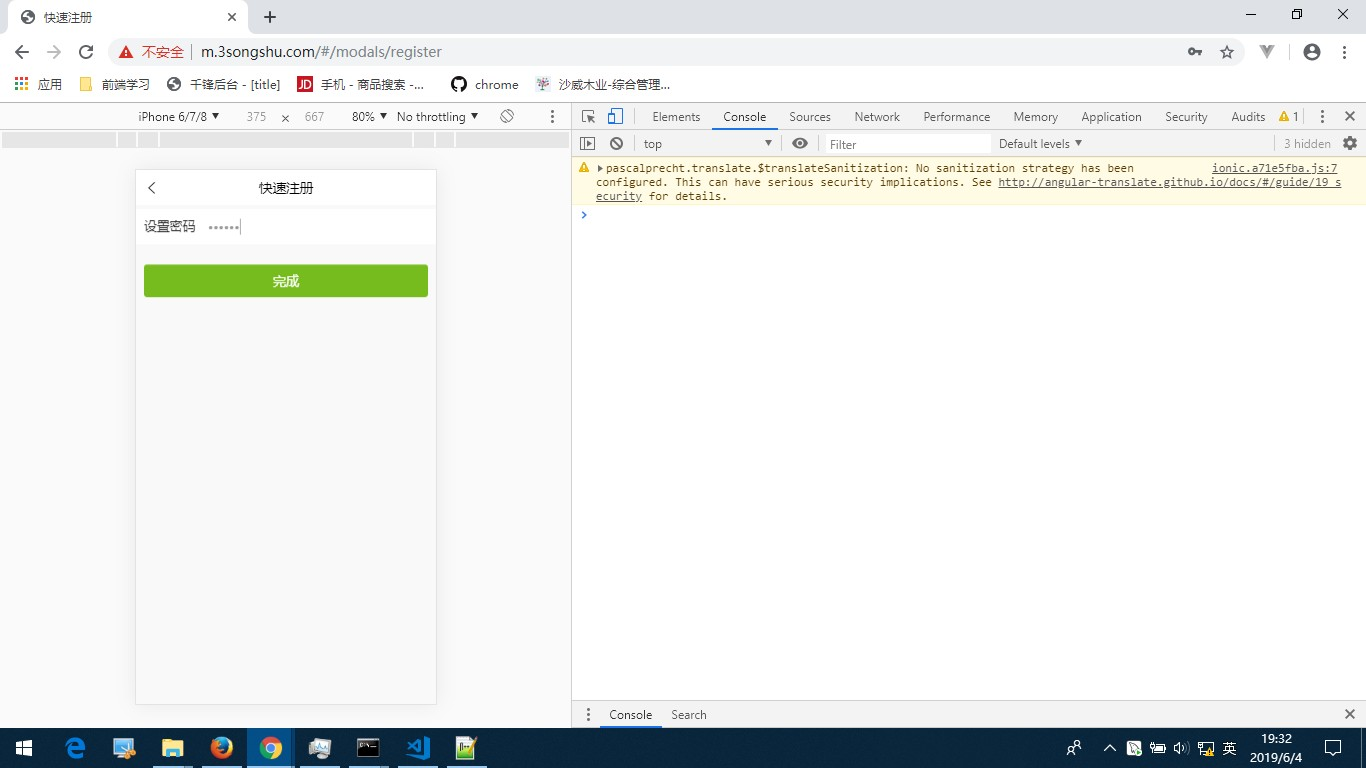 快速注册
不安全 m.3songshu.com/#/modals/register
应用 前端学习 千锋后台 - [title] JD 手机 - 商品搜索 -... chrome 沙威木业-综合管理...
iPhone 6/7/8 375 × 667 80% No throttling
Elements Console Sources Network Performance Memory Application Security Audits 1
top Filter Default levels 3 hidden
快速注册
设置密码 ••••••
完成
pascalprecht.translate.$translateSanitization: No sanitization strategy has been ionic.a71e5fba.js:7
configured. This can have serious security implications. See http://angular-translate.github.io/docs/#/guide/19_s
ecurity for details.
Console Search
英 19:32
2019/6/4